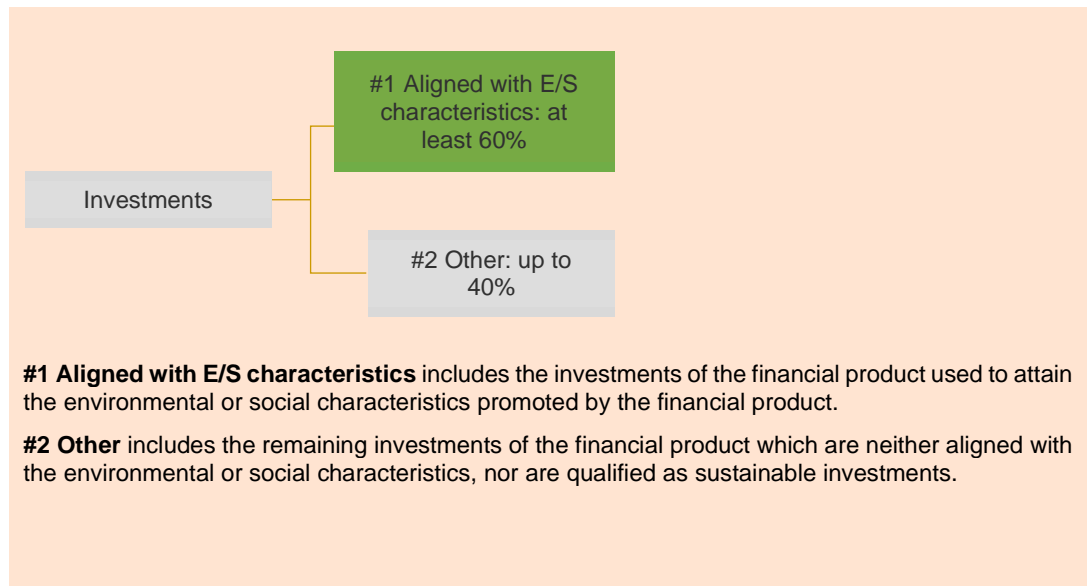 #1 Aligned with E/S
characteristics: at
least 60%
Investments
#2 Other: up to
40%
#1 Aligned with E/S characteristics includes the investments of the financial product used to attain
the environmental or social characteristics promoted by the financial product.
#2 Other includes the remaining investments of the financial product which are neither aligned with
the environmental or social characteristics, nor are qualified as sustainable investments.